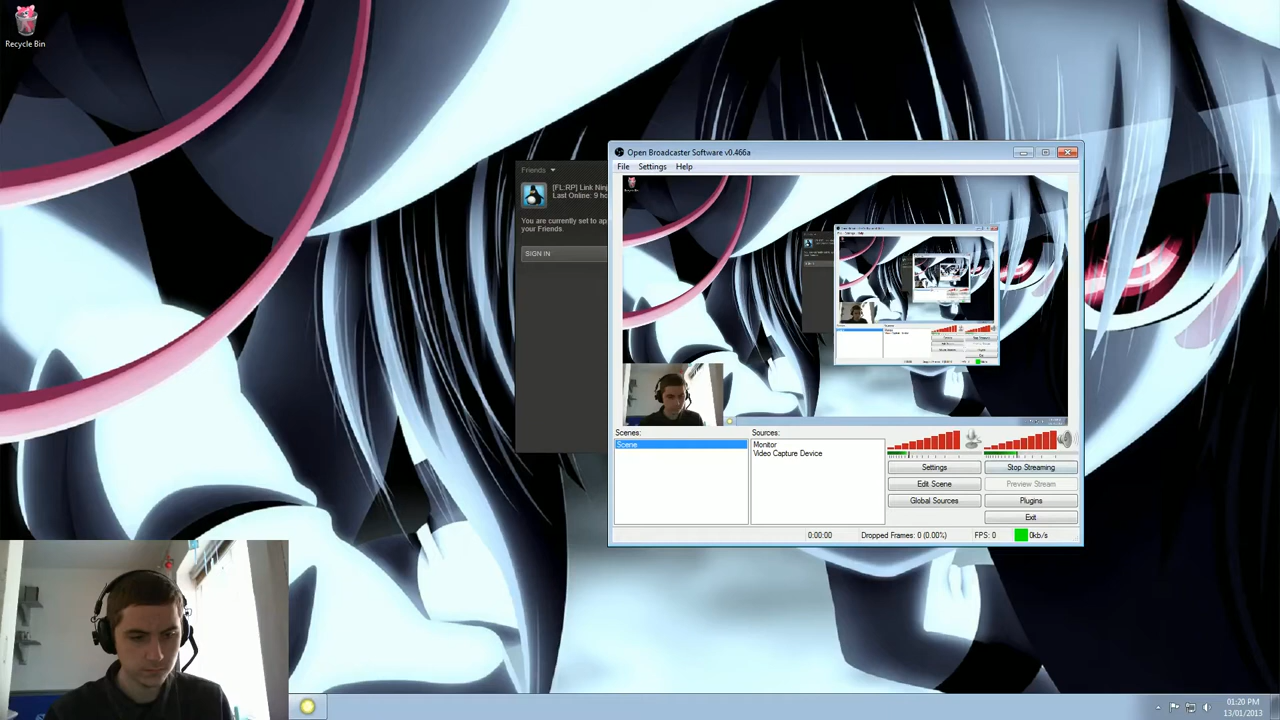 Recycle Bin
Friends
[FL:RP] Link Ninj
Last Online: 9 ho
You are currently set to ap
your Friends.
SIGN IN
Open Broadcaster Software v0.466a
File Settings Help
Scenes:
Scene
Sources:
Monitor
Video Capture Device
Settings
Stop Streaming
Edit Scene
Preview Stream
Global Sources
Plugins
Exit
0:00:00
Dropped Frames: 0 (0.00%)
FPS: 0
0kb/s
01:20 PM
13/01/2013